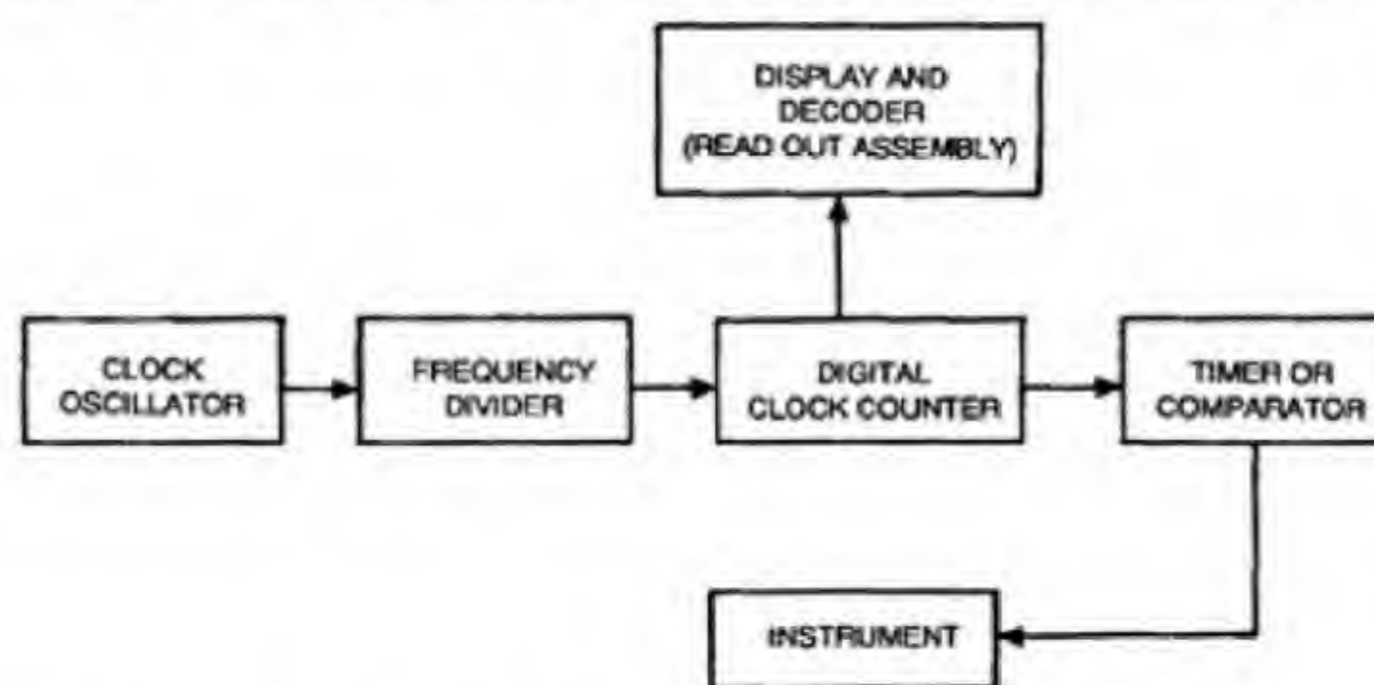 DISPLAY AND
DECODER
(READ OUT ASSEMBLY)
CLOCK
OSCILLATOR
FREQUENCY
DIVIDER
DIGITAL
CLOCK COUNTER
TIMER OR
COMPARATOR
INSTRUMENT